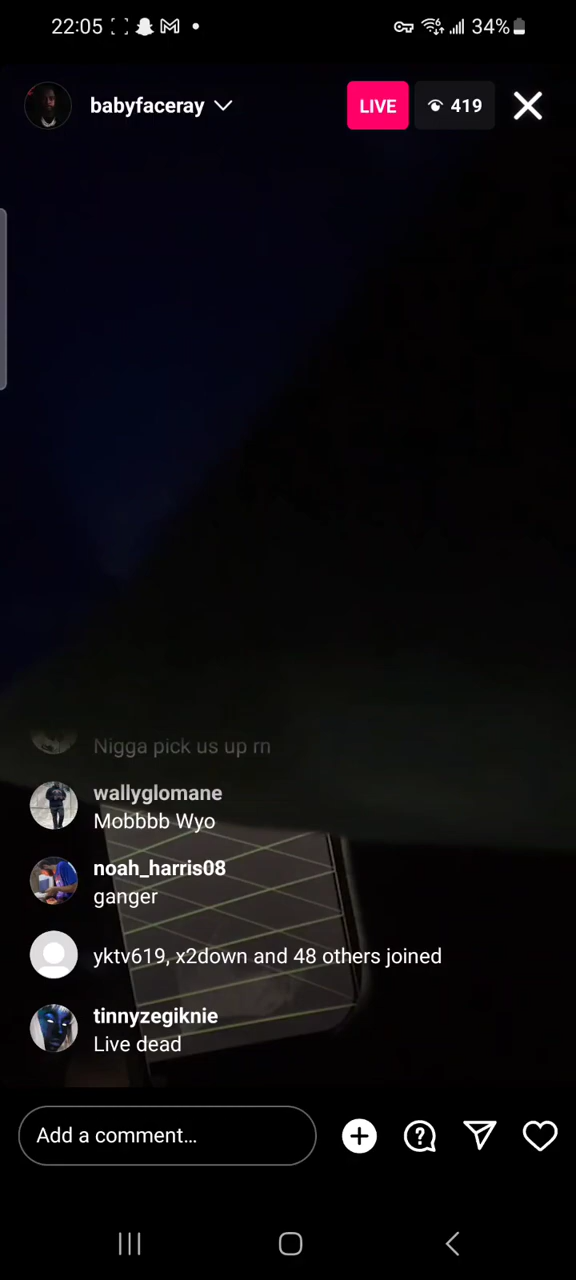 22:05
34%
babyfaceray
LIVE
419
Nigga pick us up rn
wallyglomane
Mobbbb Wyo
noah_harris08
ganger
yktv619, x2down and 48 others joined
tinnyzegiknie
Live dead
Add a comment...